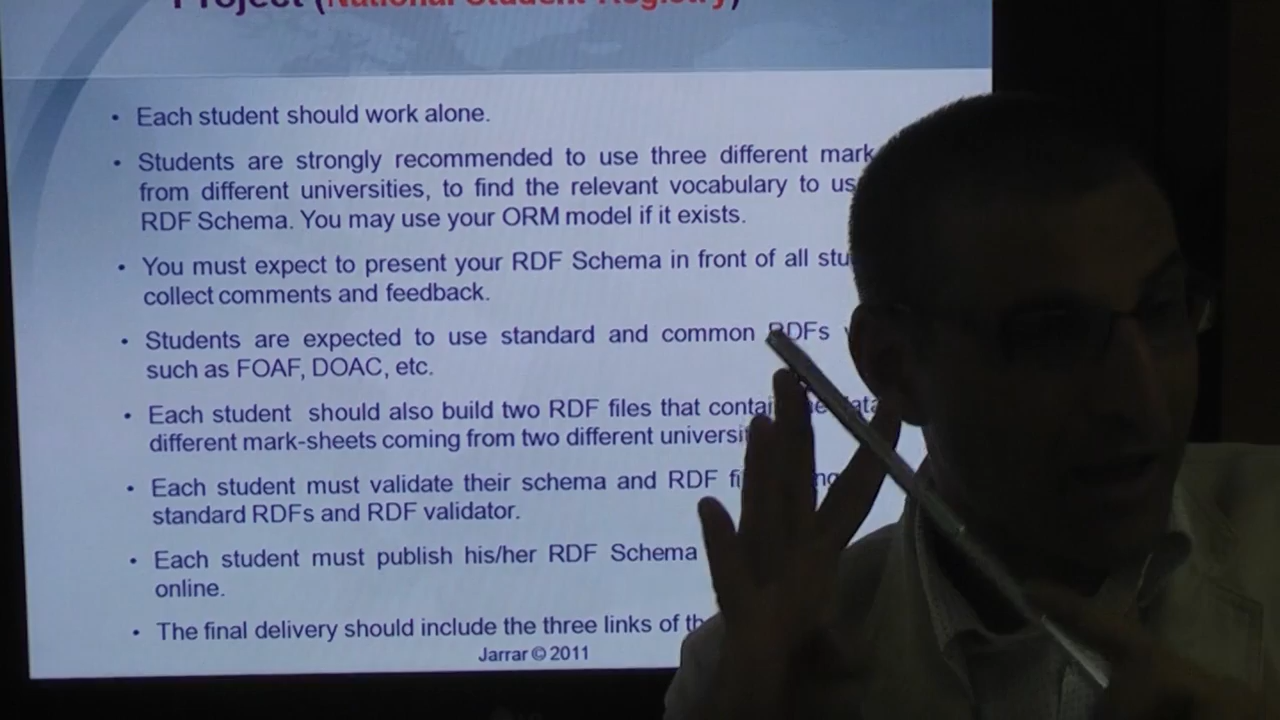 Project (National Student Registry)
• Each student should work alone.
• Students are strongly recommended to use three different mark
from different universities, to find the relevant vocabulary to us
RDF Schema. You may use your ORM model if it exists.
• You must expect to present your RDF Schema in front of all stu
collect comments and feedback.
• Students are expected to use standard and common RDFs
such as FOAF, DOAC, etc.
• Each student should also build two RDF files that contai data
different mark-sheets coming from two different universi
• Each student must validate their schema and RDF fi
standard RDFs and RDF validator.
• Each student must publish his/her RDF Schema
online.
• The final delivery should include the three links of th
Jarrar © 2011